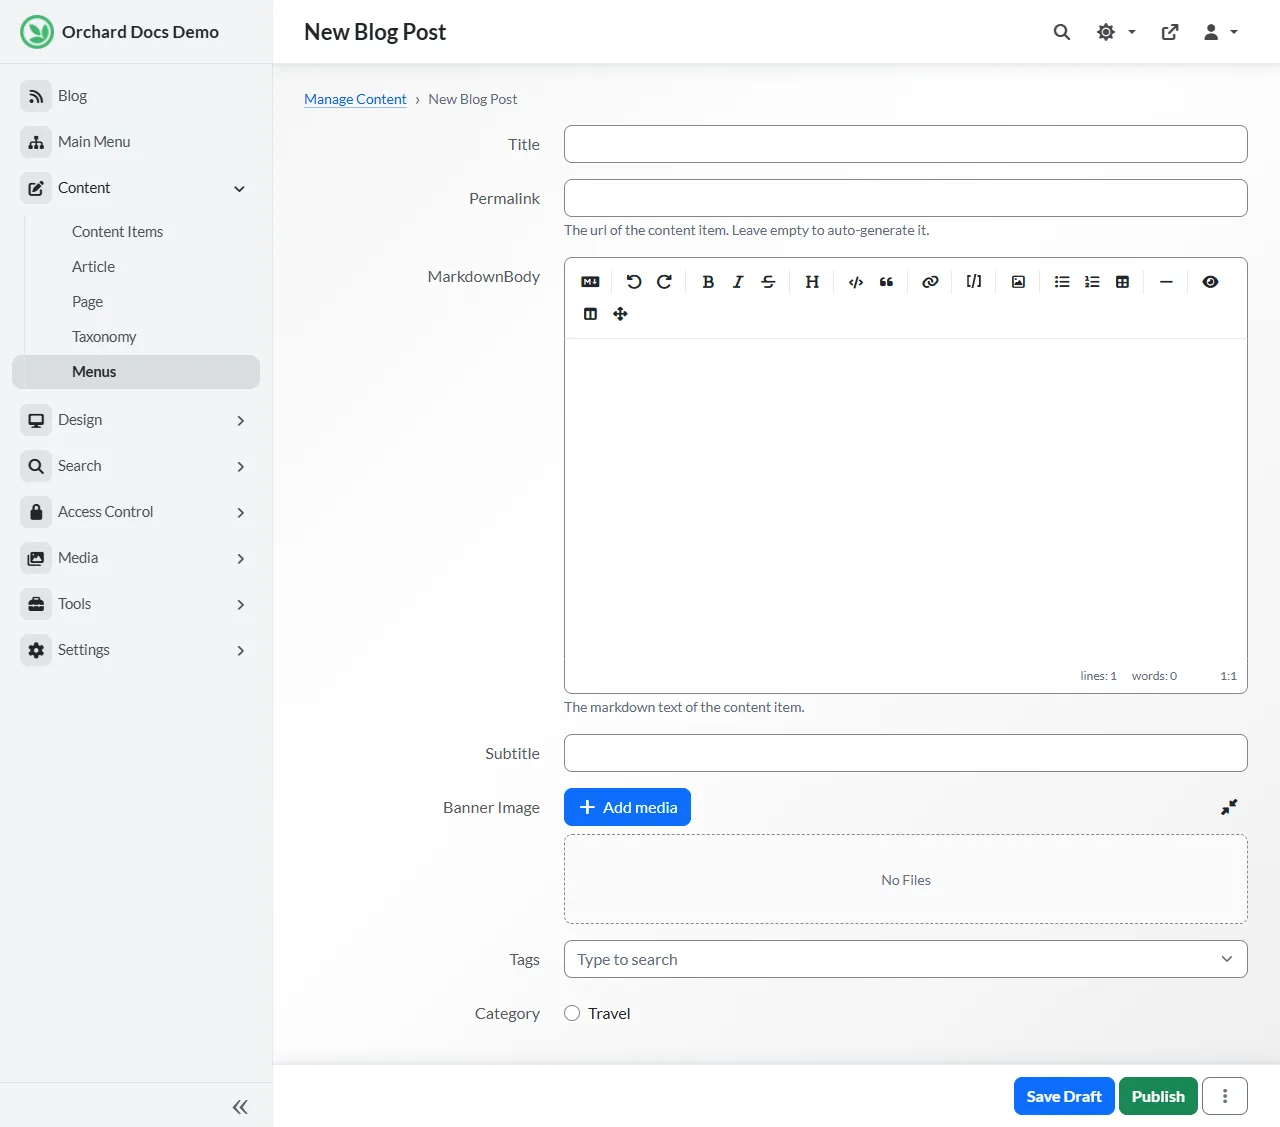 Orchard Docs Demo
New Blog Post
Blog
Main Menu
Content
Content Items
Article
Page
Taxonomy
Menus
Design
Search
Access Control
Media
Tools
Settings
Manage Content › New Blog Post
Title
Permalink
The url of the content item. Leave empty to auto-generate it.
MarkdownBody
lines: 1 words: 0 1:1
The markdown text of the content item.
Subtitle
Banner Image
Add media
No Files
Tags
Type to search
Category
Travel
Save Draft
Publish